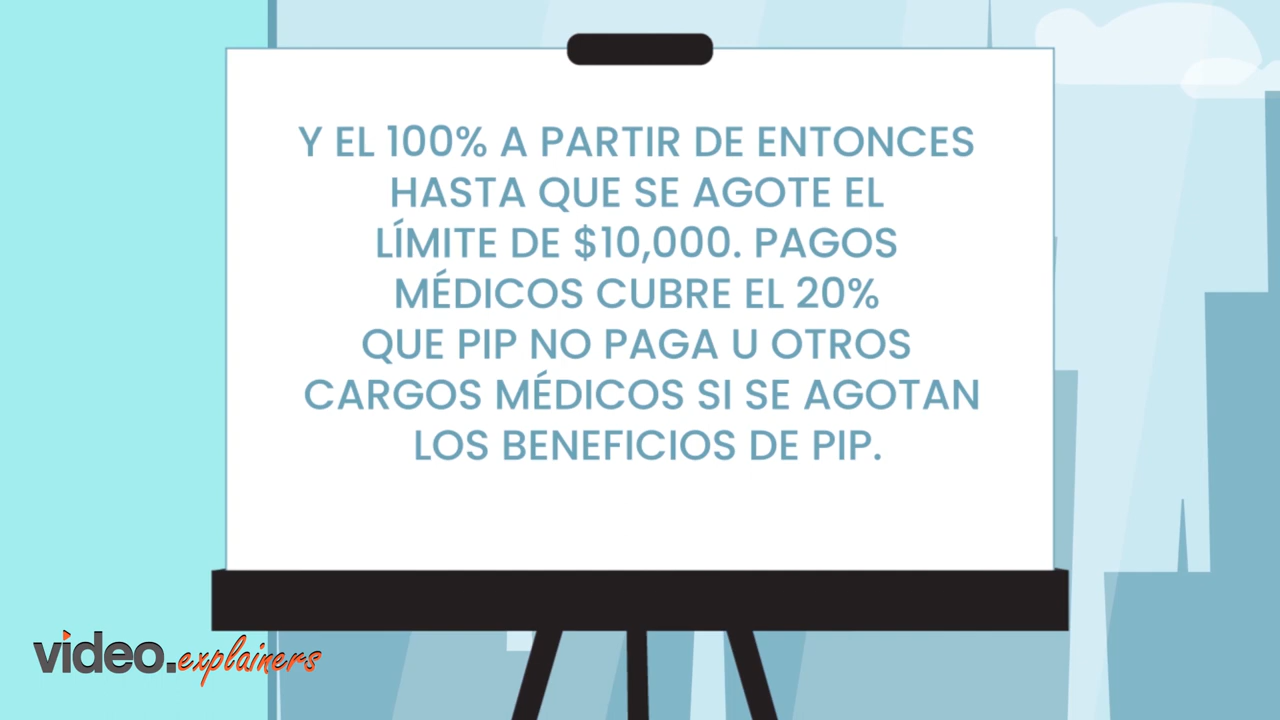 Y EL 100% A PARTIR DE ENTONCES
HASTA QUE SE AGOTE EL
LÍMITE DE $10,000. PAGOS
MÉDICOS CUBRE EL 20%
QUE PIP NO PAGA U OTROS
CARGOS MÉDICOS SI SE AGOTAN
LOS BENEFICIOS DE PIP.
video.explainers